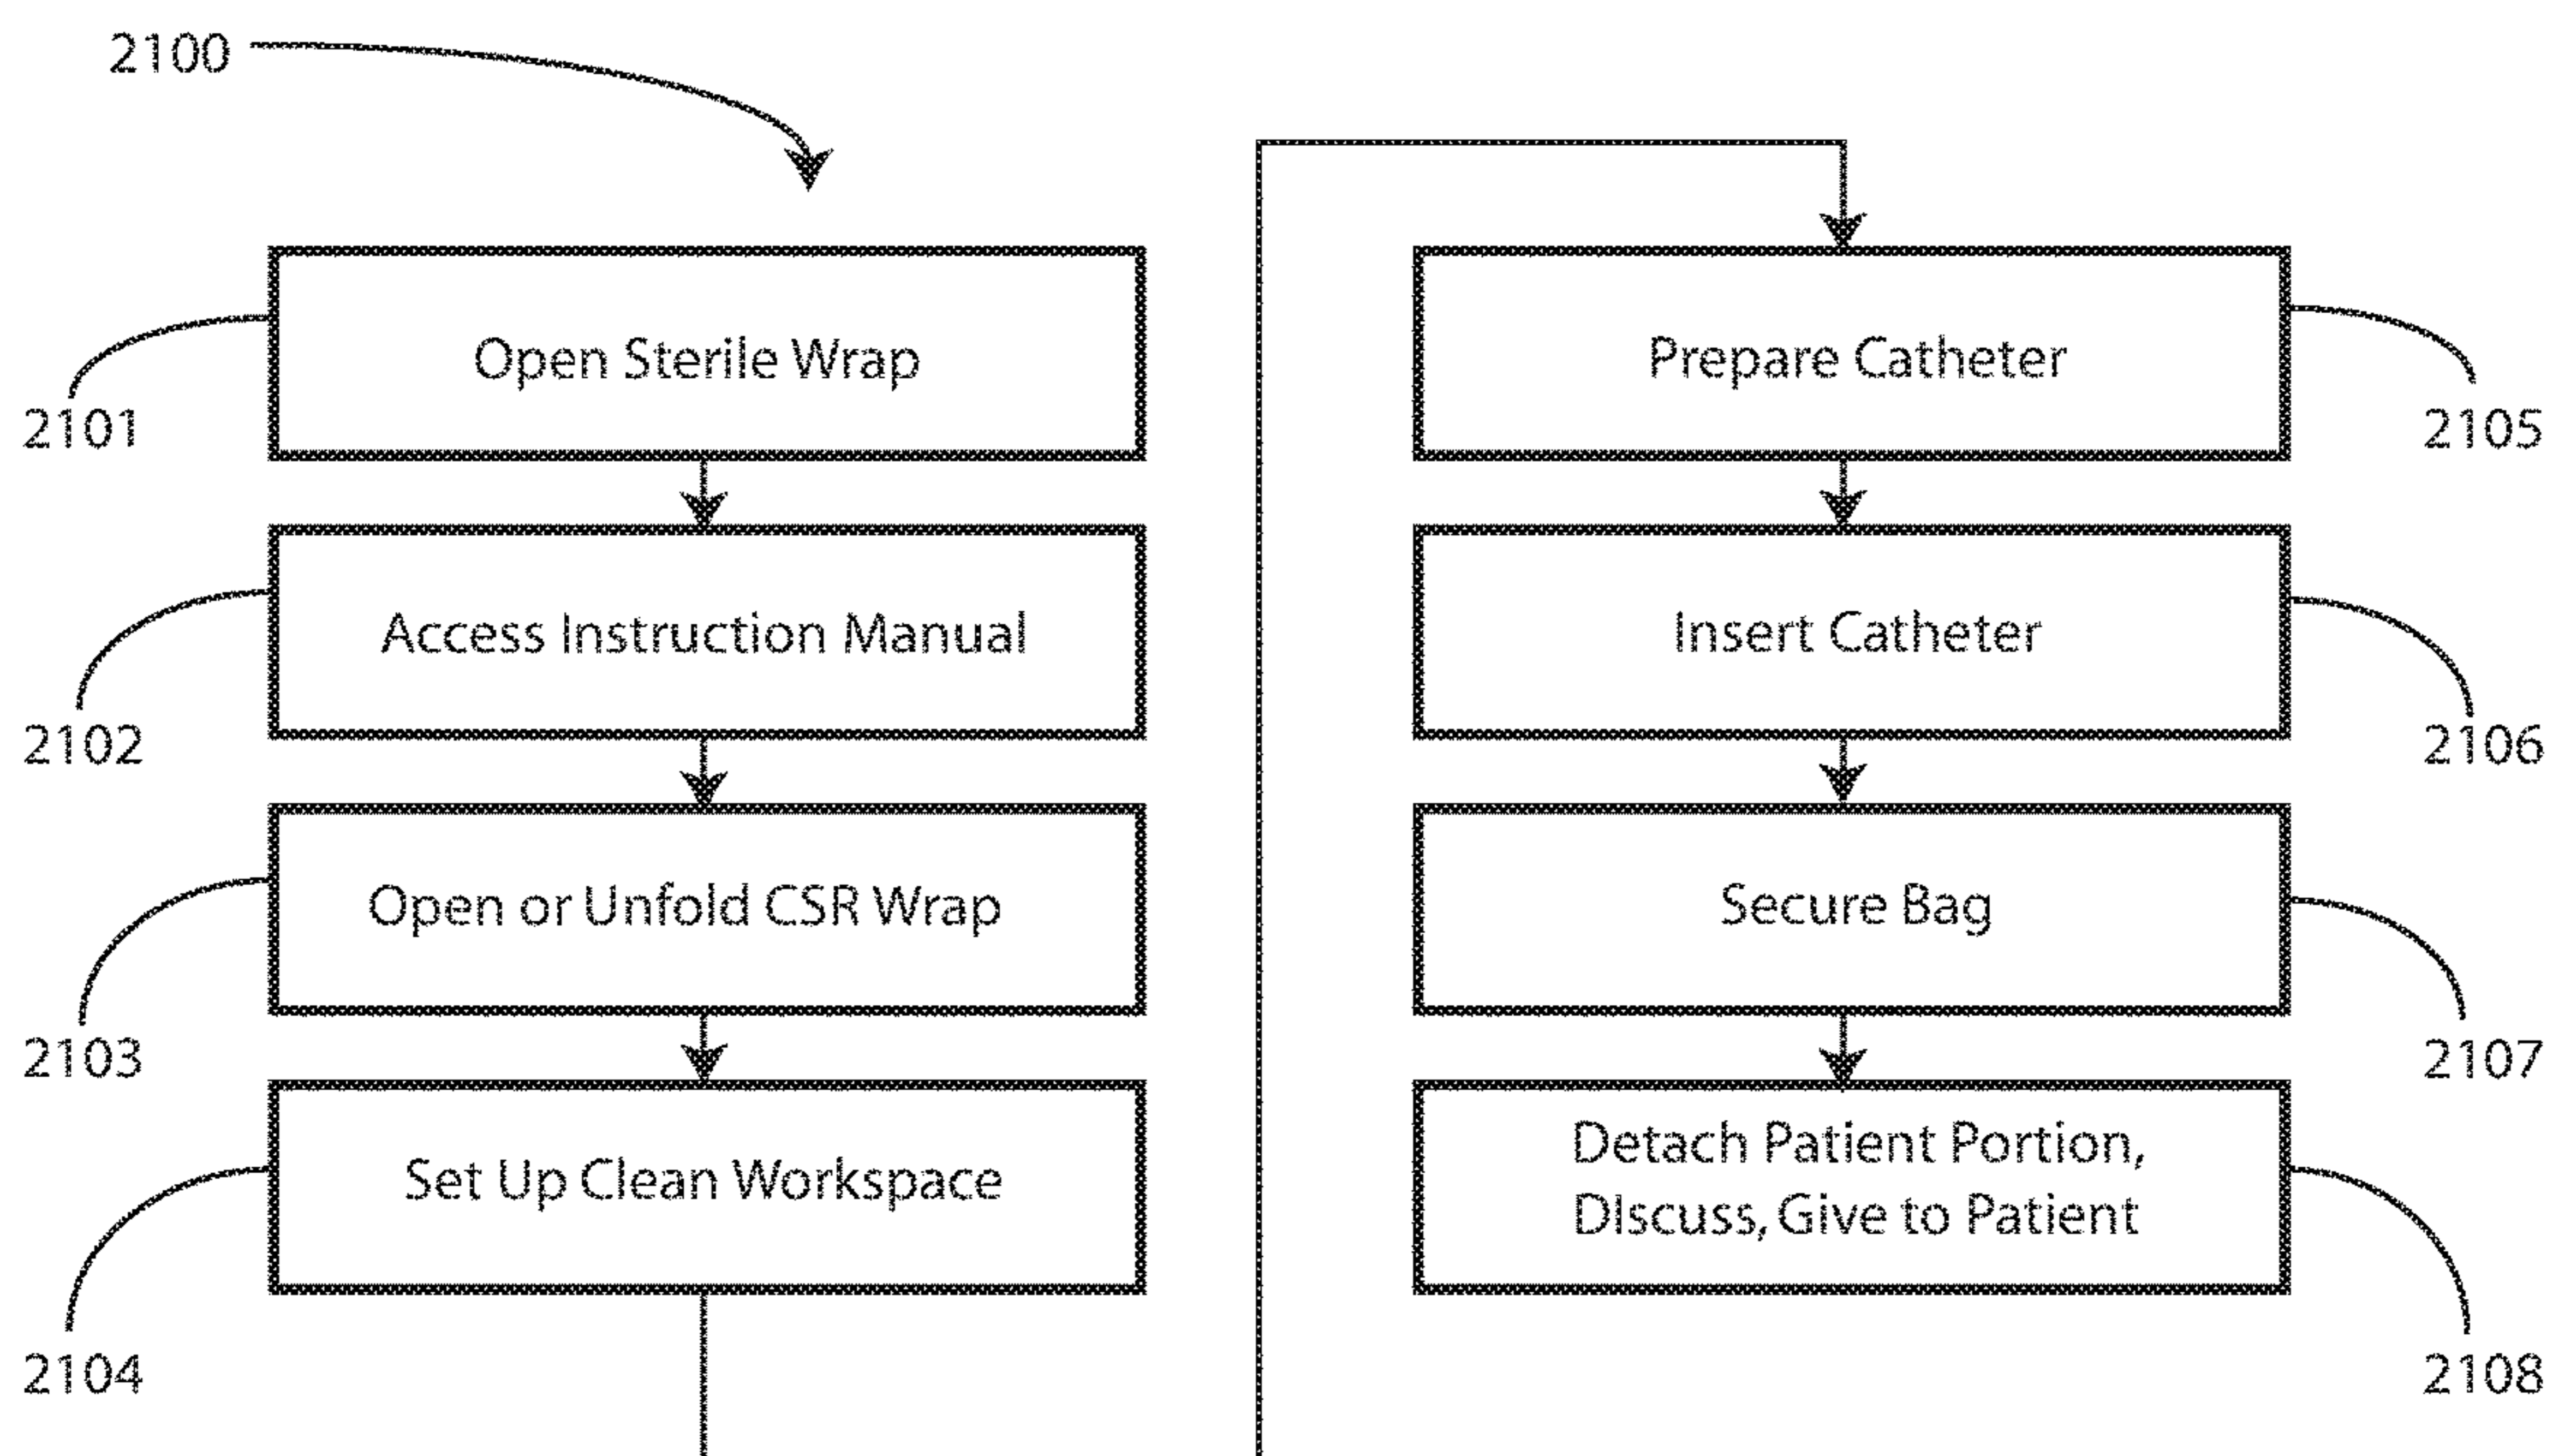 2100
Open Sterile Wrap
2101
Access Instruction Manual
2102
Open or Unfold CSR Wrap
2103
Set Up Clean Workspace
2104
Prepare Catheter
2105
Insert Catheter
2106
Secure Bag
2107
Detach Patient Portion,
DIscuss, Give to Patient
2108